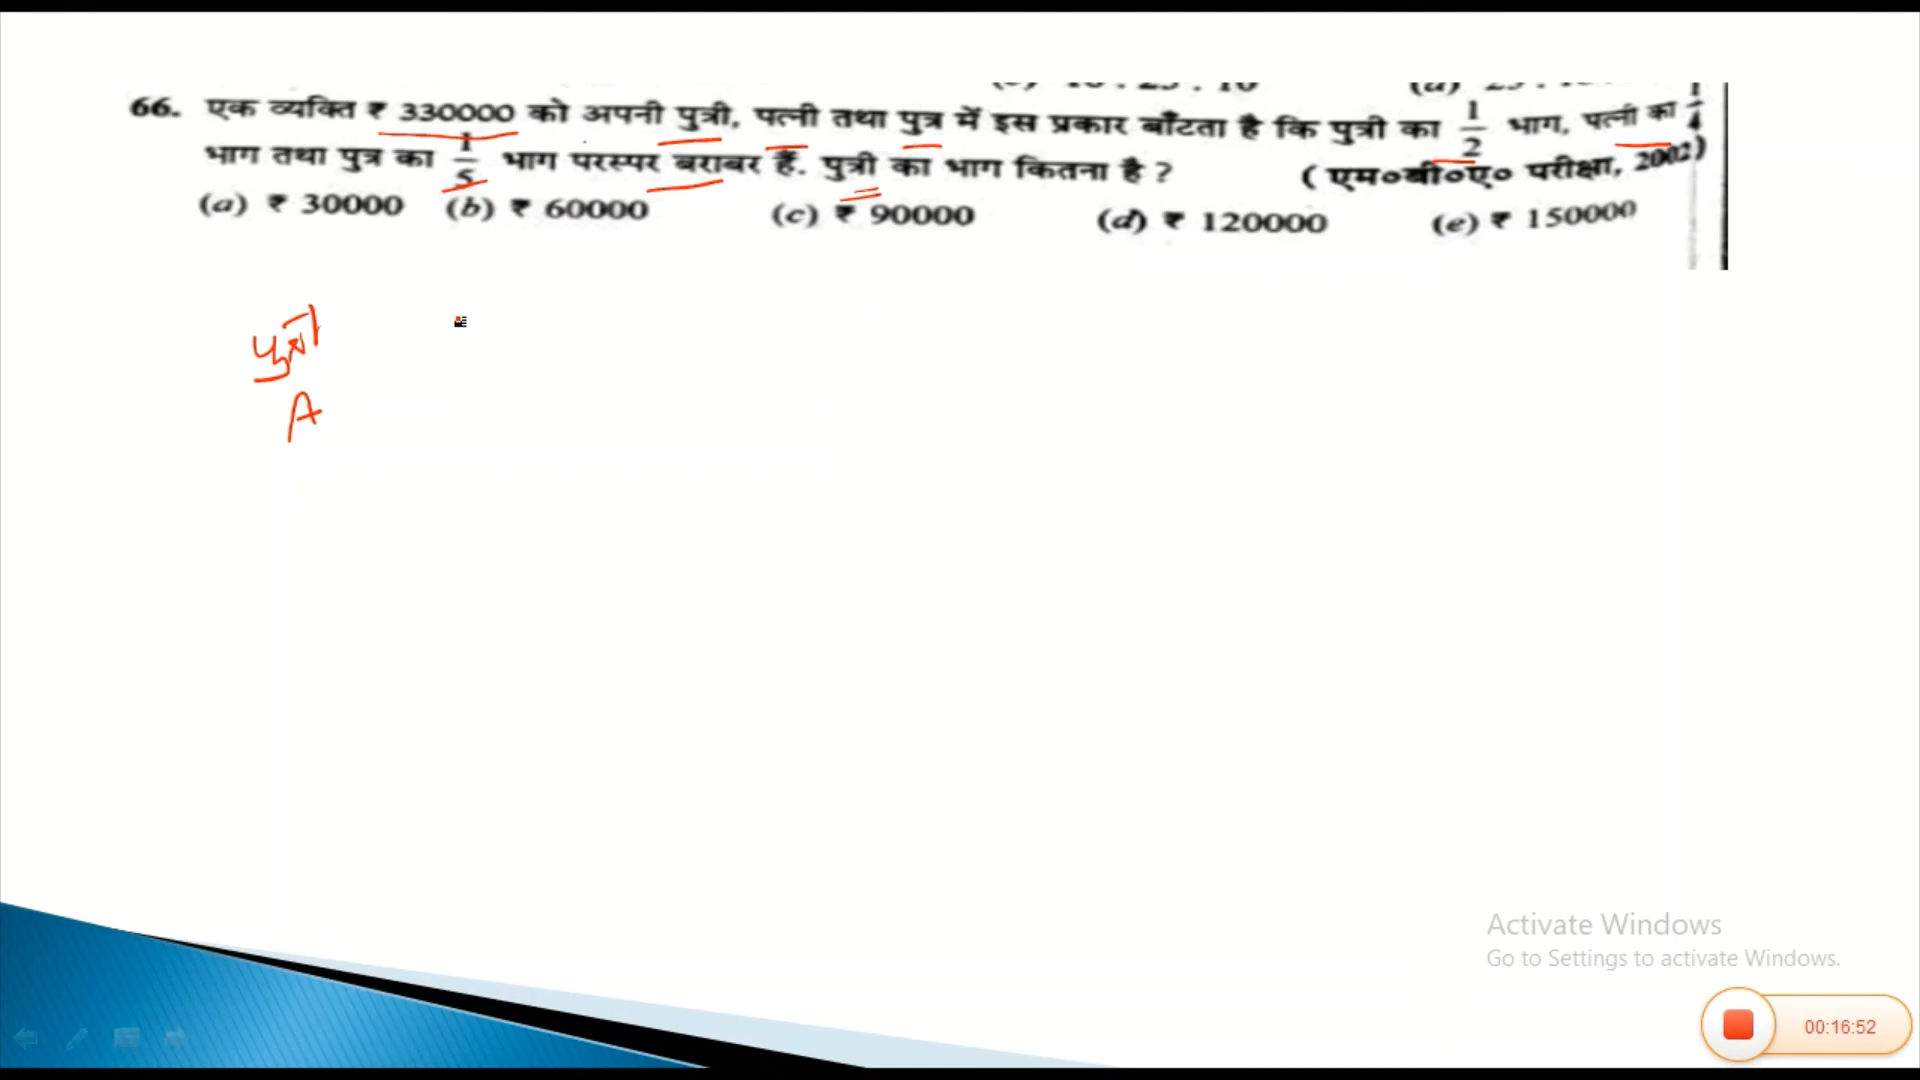 66. एक व्यक्ति ₹ 330000 को अपनी पुत्री, पत्नी तथा पुत्र में इस प्रकार बाँटता है कि पुत्री का 1/2 भाग, पत्नी का 1/4
भाग तथा पुत्र का 1/5 भाग परस्पर बराबर हैं. पुत्री का भाग कितना है ?
( एम०बी०ए० परीक्षा, 2002)
(a) ₹ 30000 (b) ₹ 60000 (c) ₹ 90000 (d) ₹ 120000 (e) ₹ 150000
पुत्री
A
Activate Windows
Go to Settings to activate Windows.
00:16:52